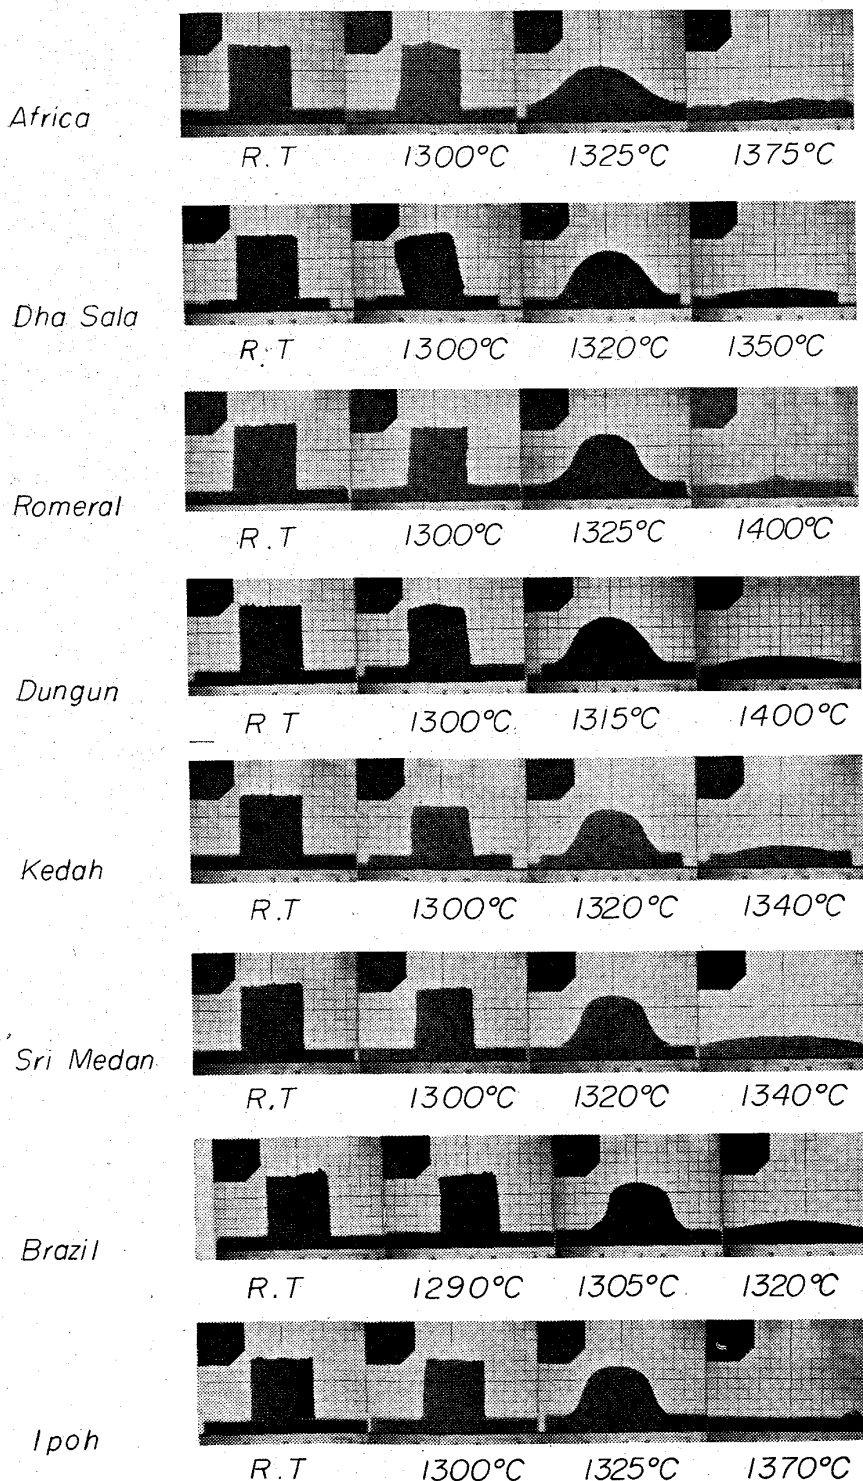 Africa
R.T 1300°C 1325°C 1375°C
Dha Sala
R.T 1300°C 1320°C 1350°C
Romeral
R.T 1300°C 1325°C 1400°C
Dungun
R T 1300°C 1315°C 1400°C
Kedah
R.T 1300°C 1320°C 1340°C
Sri Medan
R.T 1300°C 1320°C 1340°C
Brazil
R.T 1290°C 1305°C 1320°C
Ipoh
R.T 1300°C 1325°C 1370°C